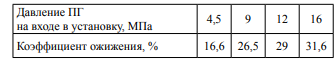 Давление ПГ
на входе в установку, МПа
4,5 9 12 16
Коэффициент ожижения, % 16,6 26,5 29 31,6